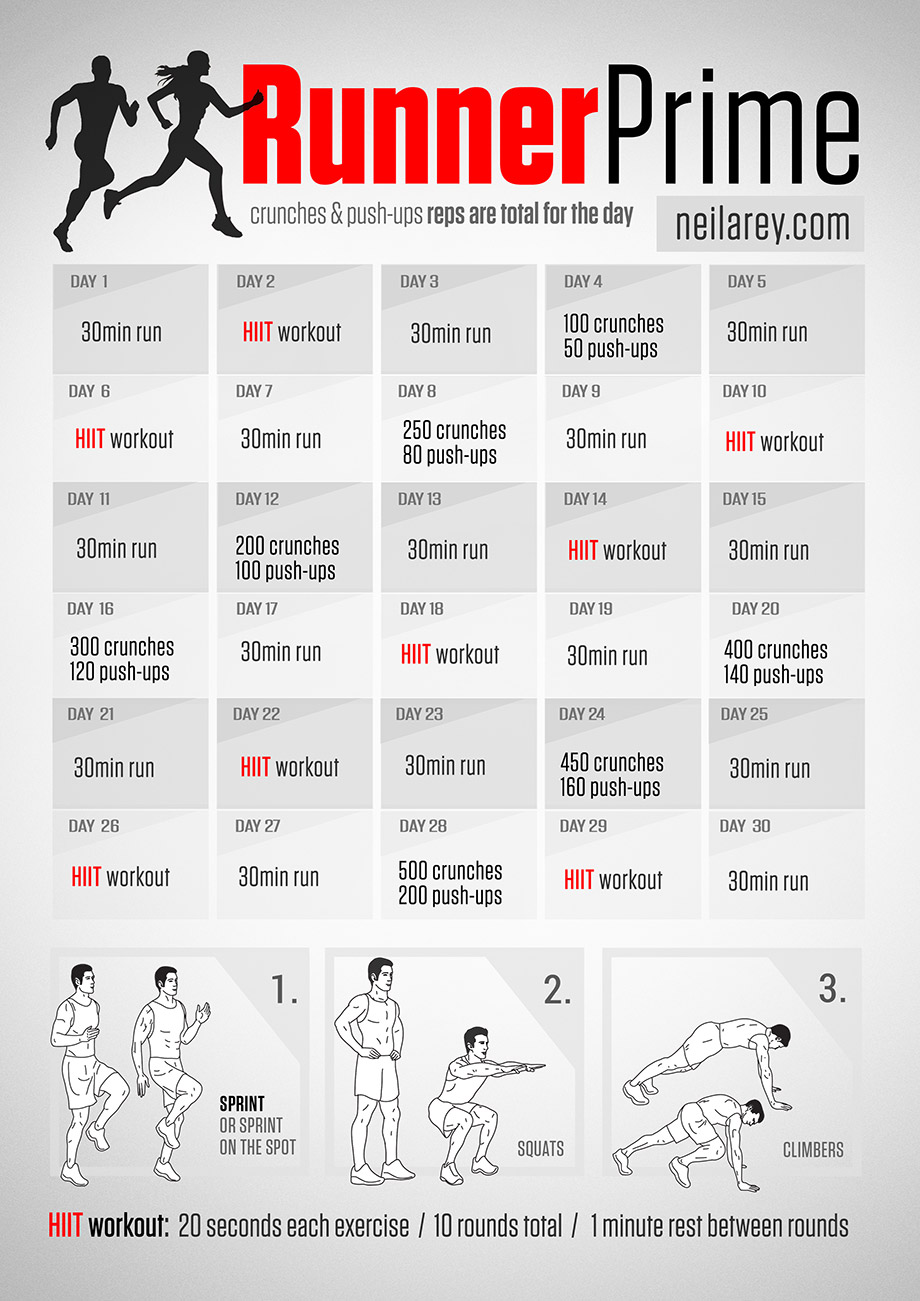 RunnerPrime
crunches & push-ups reps are total for the day
neilarey.com
DAY 1
30min run
DAY 2
HIIT workout
DAY 3
30min run
DAY 4
100 crunches
50 push-ups
DAY 5
30min run
DAY 6
HIIT workout
DAY 7
30min run
DAY 8
250 crunches
80 push-ups
DAY 9
30min run
DAY 10
HIIT workout
DAY 11
30min run
DAY 12
200 crunches
100 push-ups
DAY 13
30min run
DAY 14
HIIT workout
DAY 15
30min run
DAY 16
300 crunches
120 push-ups
DAY 17
30min run
DAY 18
HIIT workout
DAY 19
30min run
DAY 20
400 crunches
140 push-ups
DAY 21
30min run
DAY 22
HIIT workout
DAY 23
30min run
DAY 24
450 crunches
160 push-ups
DAY 25
30min run
DAY 26
HIIT workout
DAY 27
30min run
DAY 28
500 crunches
200 push-ups
DAY 29
HIIT workout
DAY 30
30min run
1.
SPRINT
OR SPRINT
ON THE SPOT
2.
SQUATS
3.
CLIMBERS
HIIT workout: 20 seconds each exercise / 10 rounds total / 1 minute rest between rounds